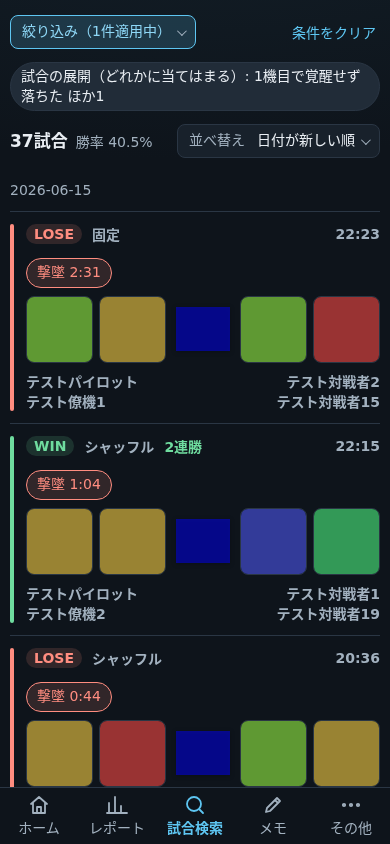 絞り込み（1件適用中）
条件をクリア
試合の展開（どれかに当てはまる）: 1機目で覚醒せず
落ちた ほか1
37試合 勝率 40.5%
並べ替え 日付が新しい順
2026-06-15
LOSE 固定 22:23
撃墜 2:31
テストパイロット テスト対戦者2
テスト僚機1 テスト対戦者15
WIN シャッフル 2連勝 22:15
撃墜 1:04
テストパイロット テスト対戦者1
テスト僚機2 テスト対戦者19
LOSE シャッフル 20:36
撃墜 0:44
ホーム レポート 試合検索 メモ その他